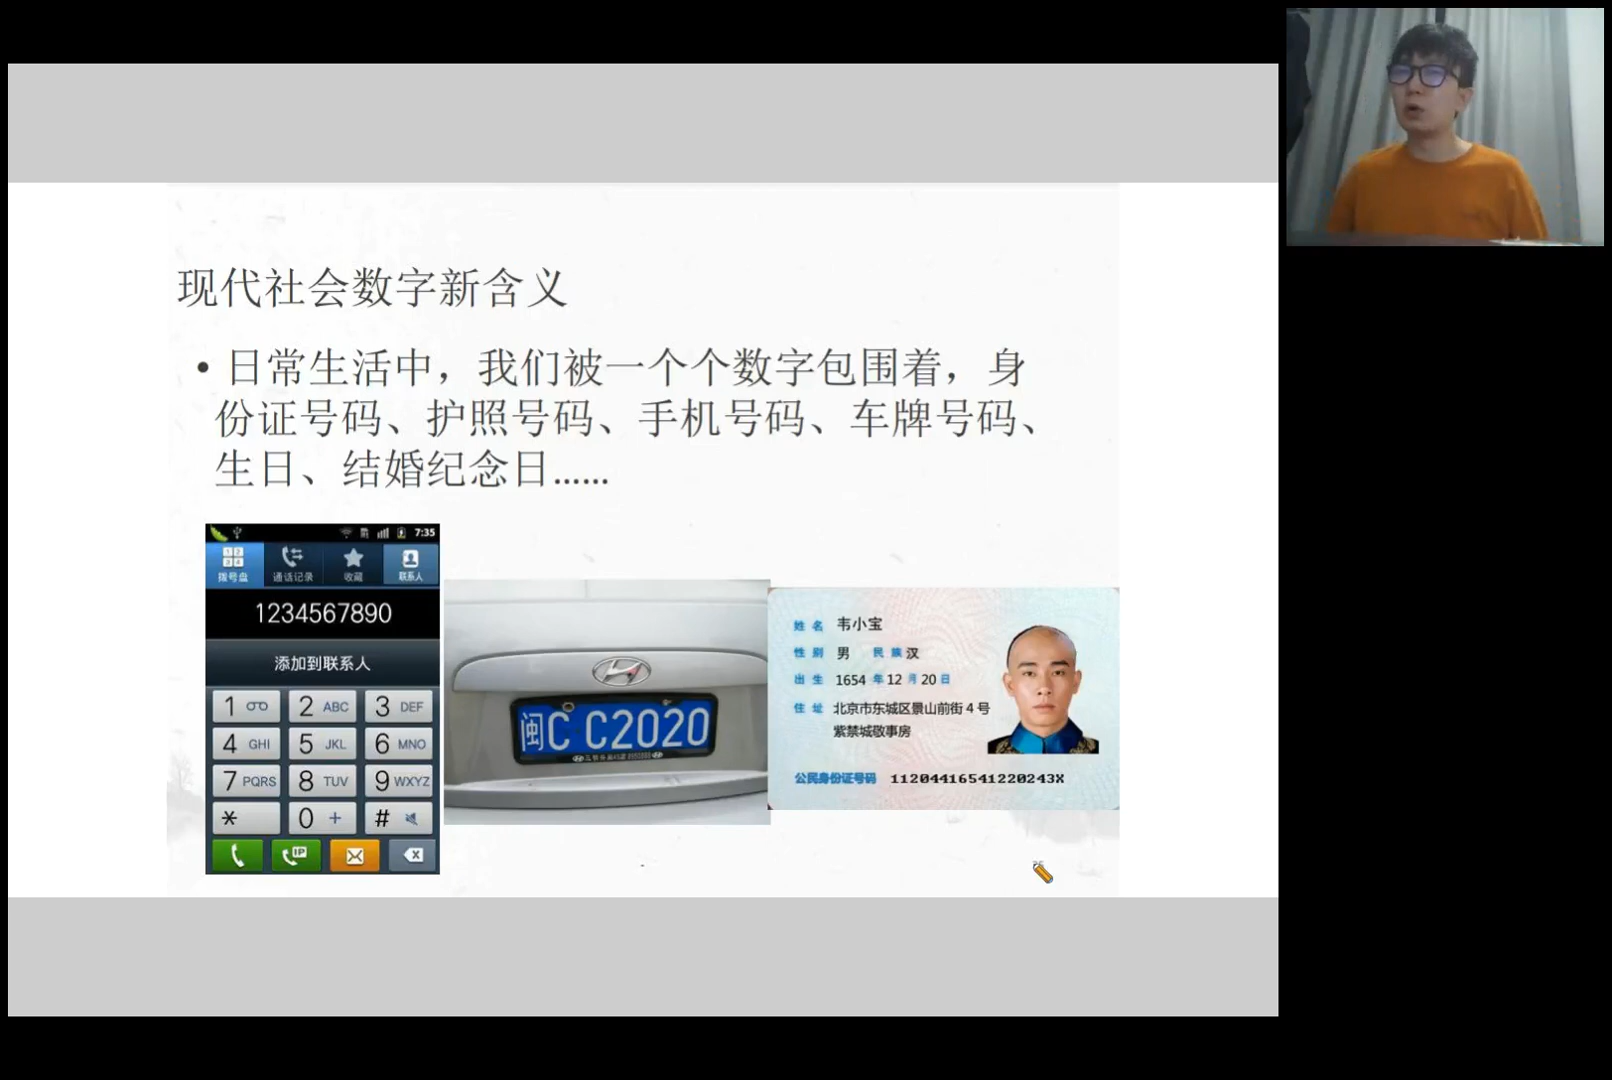 现代社会数字新含义
• 日常生活中，我们被一个个数字包围着，身
份证号码、护照号码、手机号码、车牌号码、
生日、结婚纪念日......
7:35
拨号盘 通话记录 收藏 联系人
1234567890
添加到联系人
1 2 ABC 3 DEF
4 GHI 5 JKL 6 MNO
7 PQRS 8 TUV 9 WXYZ
* 0 + #
IP
闽C C2020
姓名 韦小宝
性别 男 民族 汉
出生 1654 年 12 月 20 日
住址 北京市东城区景山前街 4 号
紫禁城敬事房
公民身份证号码 11204416541220243X